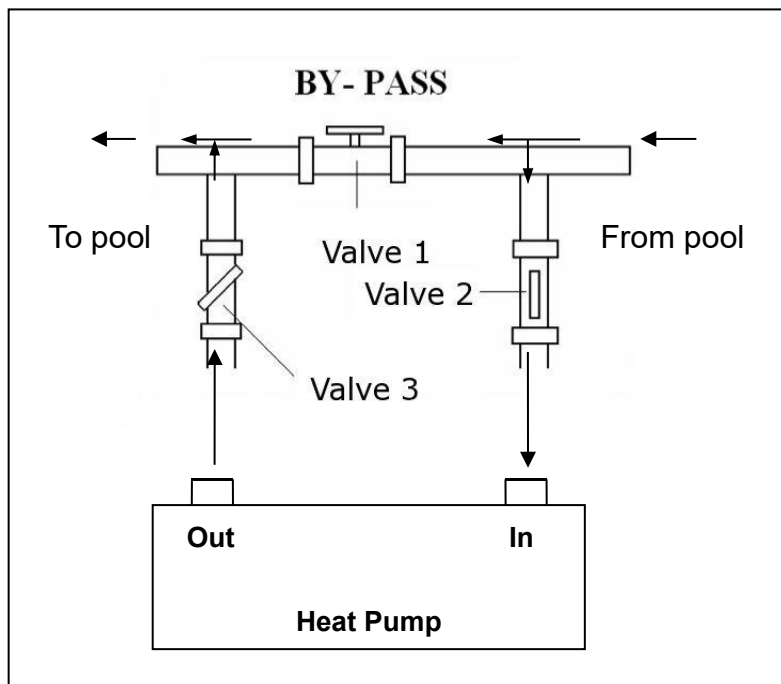 BY- PASS
To pool
From pool
Valve 1
Valve 2
Valve 3
Out
In
Heat Pump